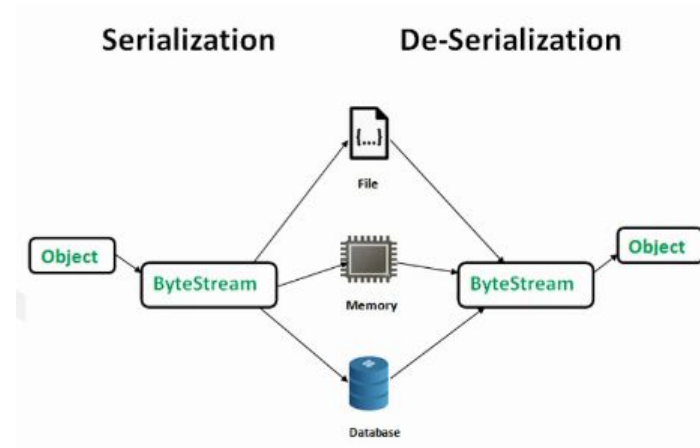 Serialization De-Serialization
{...}
File
Object
ByteStream
Memory
ByteStream
Object
Database